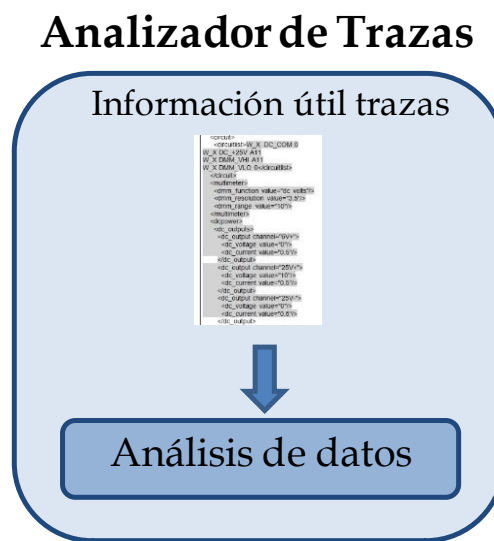 Analizador de Trazas
Información útil trazas
<circuit>
<circuitlist>W_X DC_COM 0
W_X DC_+25V A11
W_X DMM_VHI A11
W_X DMM_VLO 0</circuitlist>
</circuit>
<multimeter>
<dmm_function value="dc volts"/>
<dmm_resolution value="3.5"/>
<dmm_range value="10"/>
</multimeter>
<dcpower>
<dc_outputs>
<dc_output channel="6V+">
<dc_voltage value="0"/>
<dc_current value="0.5"/>
</dc_output>
<dc_output channel="25V+">
<dc_voltage value="10"/>
<dc_current value="0.5"/>
</dc_output>
<dc_output channel="25V-">
<dc_voltage value="0"/>
<dc_current value="0.5"/>
</dc_output>
Análisis de datos